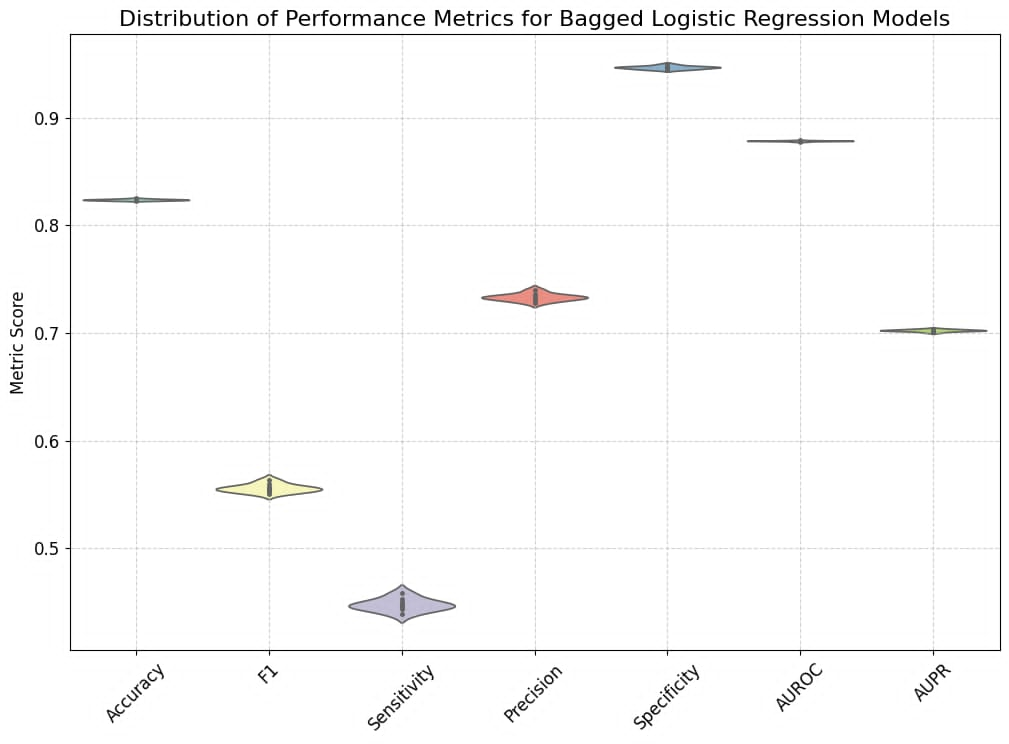 Distribution of Performance Metrics for Bagged Logistic Regression Models
Metric Score
0.9
0.8
0.7
0.6
0.5
Accuracy
F1
Sensitivity
Precision
Specificity
AUROC
AUPR